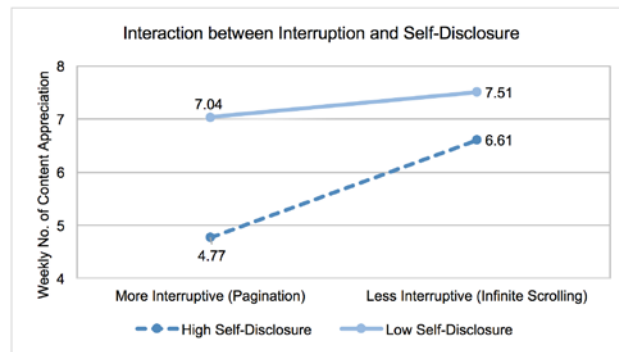 Interaction between Interruption and Self-Disclosure
Weekly No. of Content Appreciation
8
7
6
5
4
7.04
7.51
6.61
4.77
More Interruptive (Pagination)
Less Interruptive (Infinite Scrolling)
High Self-Disclosure
Low Self-Disclosure